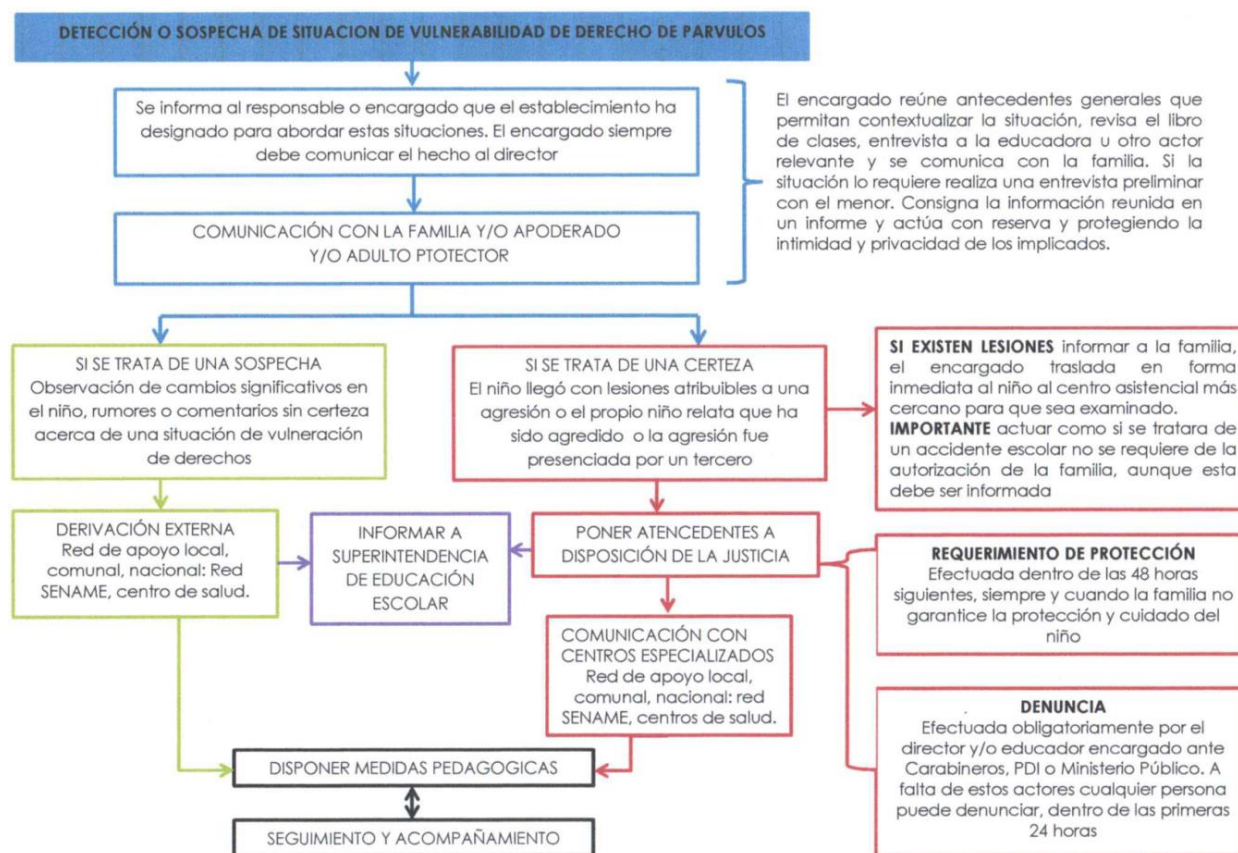 DETECCIÓN O SOSPECHA DE SITUACION DE VULNERABILIDAD DE DERECHO DE PARVULOS
Se informa al responsable o encargado que el establecimiento ha
designado para abordar estas situaciones. El encargado siempre
debe comunicar el hecho al director
El encargado reúne antecedentes generales que
permitan contextualizar la situación, revisa el libro
de clases, entrevista a la educadora u otro actor
relevante y se comunica con la familia. Si la
situación lo requiere realiza una entrevista preliminar
con el menor. Consigna la información reunida en
un informe y actúa con reserva y protegiendo la
intimidad y privacidad de los implicados.
COMUNICACIÓN CON LA FAMILIA Y/O APODERADO
Y/O ADULTO PTOTECTOR
SI SE TRATA DE UNA SOSPECHA
Observación de cambios significativos en
el niño, rumores o comentarios sin certeza
acerca de una situación de vulneración
de derechos
SI SE TRATA DE UNA CERTEZA
El niño llegó con lesiones atribuibles a una
agresión o el propio niño relata que ha
sido agredido o la agresión fue
presenciada por un tercero
SI EXISTEN LESIONES informar a la familia,
el encargado traslada en forma
inmediata al niño al centro asistencial más
cercano para que sea examinado.
IMPORTANTE actuar como si se tratara de
un accidente escolar no se requiere de la
autorización de la familia, aunque esta
debe ser informada
DERIVACIÓN EXTERNA
Red de apoyo local,
comunal, nacional: Red
SENAME, centro de salud.
INFORMAR A
SUPERINTENDENCIA
DE EDUCACIÓN
ESCOLAR
PONER ATENCEDENTES A
DISPOSICIÓN DE LA JUSTICIA
REQUERIMIENTO DE PROTECCIÓN
Efectuada dentro de las 48 horas
siguientes, siempre y cuando la familia no
garantice la protección y cuidado del
niño
COMUNICACIÓN CON
CENTROS ESPECIALIZADOS
Red de apoyo local,
comunal, nacional: red
SENAME, centros de salud.
DENUNCIA
Efectuada obligatoriamente por el
director y/o educador encargado ante
Carabineros, PDI o Ministerio Público. A
falta de estos actores cualquier persona
puede denunciar, dentro de las primeras
24 horas
DISPONER MEDIDAS PEDAGOGICAS
SEGUIMIENTO Y ACOMPAÑAMIENTO